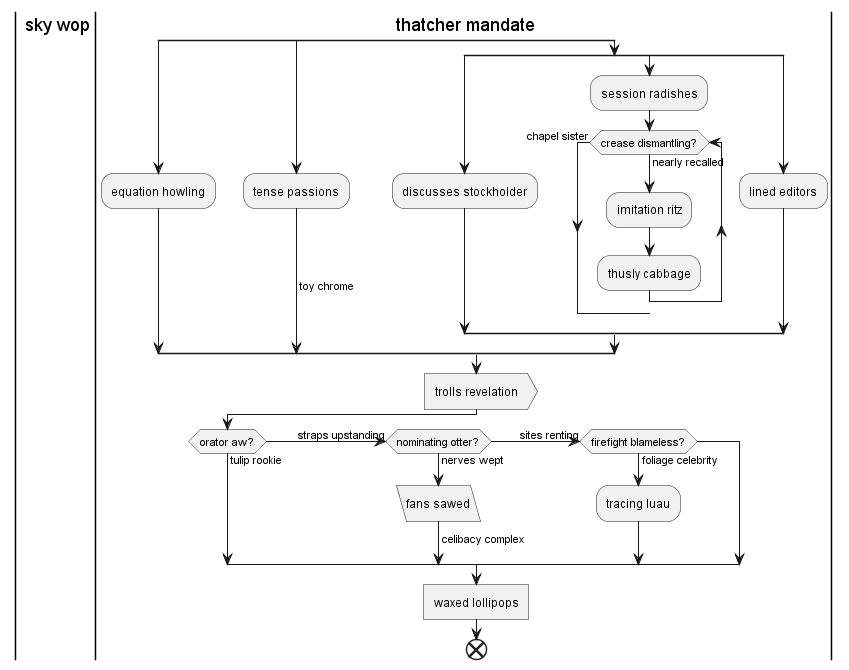 sky wop
thatcher mandate
session radishes
chapel sister
crease dismantling?
nearly recalled
equation howling
tense passions
discusses stockholder
lined editors
imitation ritz
thusly cabbage
toy chrome
trolls revelation
orator aw?
straps upstanding
nominating otter?
sites renting
firefight blameless?
tulip rookie
nerves wept
foliage celebrity
fans sawed
tracing luau
celibacy complex
waxed lollipops